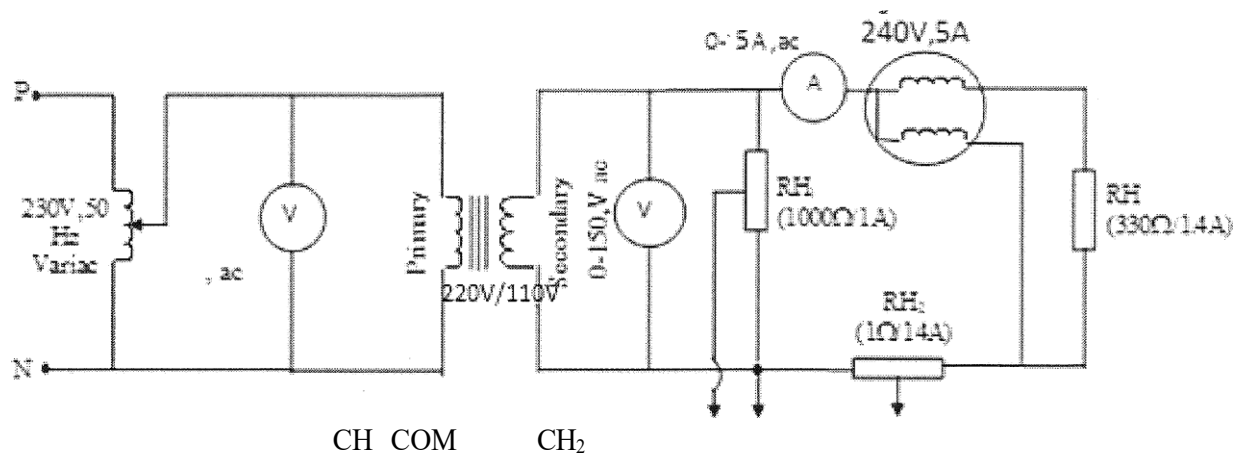 240V,5A
0-15A,ac
P
A
RH₁
(1000Ω/1A)
230V,50
Hz
Variac
V
, ac
Primary
Secondary
220V/110V
0-150,V ac
V
RH
(330Ω/1.4A)
RH₂
(1Ω/14A)
N
CH COM CH₂